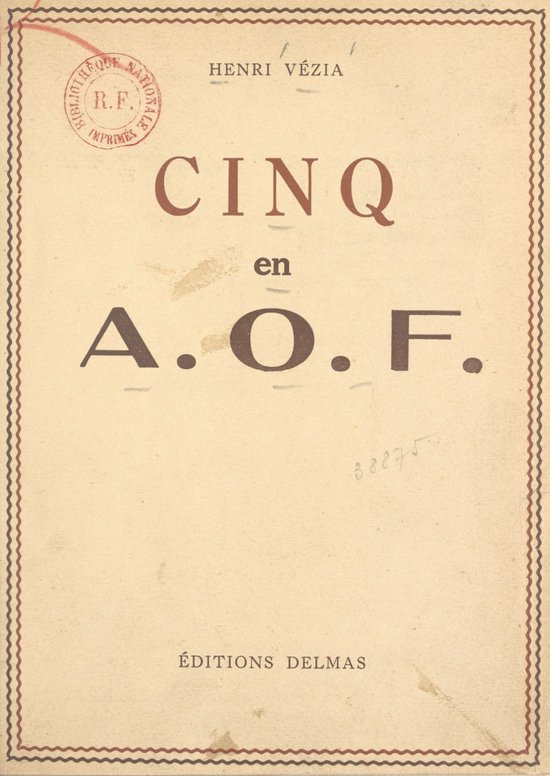 HENRI VÉZIA
BIBLIOTHÈQUE NATIONALE
R.F.
IMPRIMÉS
CINQ
en
A. O. F.
38875
ÉDITIONS DELMAS